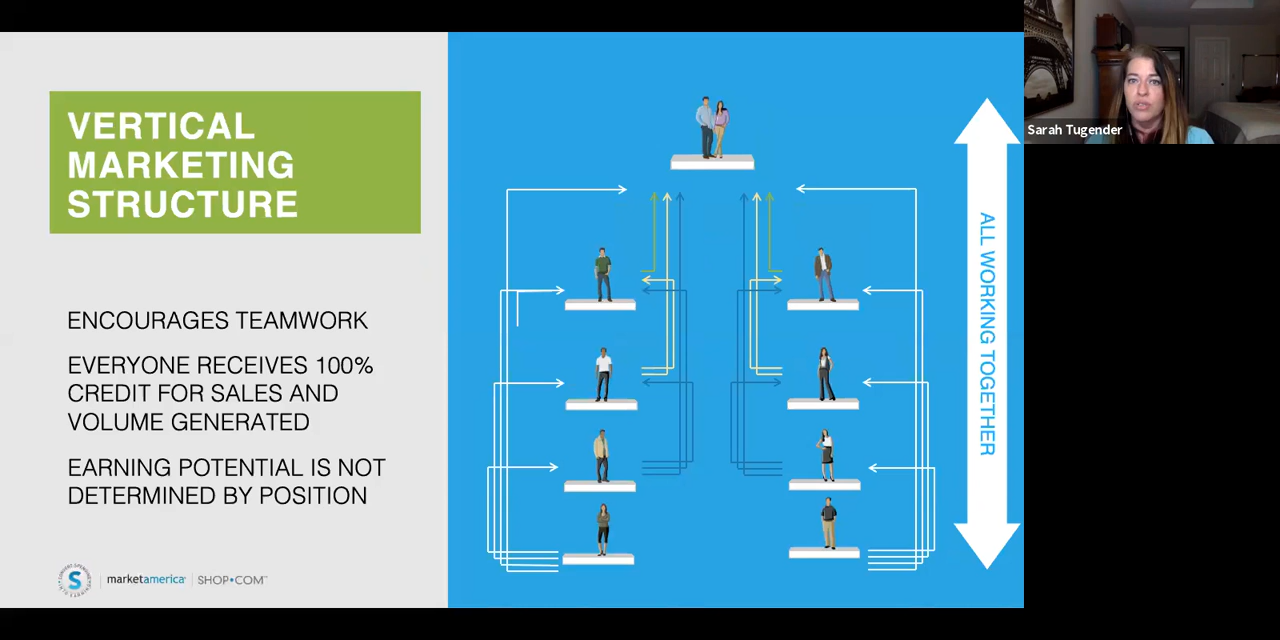 VERTICAL
MARKETING
STRUCTURE
ENCOURAGES TEAMWORK
EVERYONE RECEIVES 100%
CREDIT FOR SALES AND
VOLUME GENERATED
EARNING POTENTIAL IS NOT
DETERMINED BY POSITION
S
marketamerica
SHOP•COM
ALL WORKING TOGETHER
Sarah Tugender